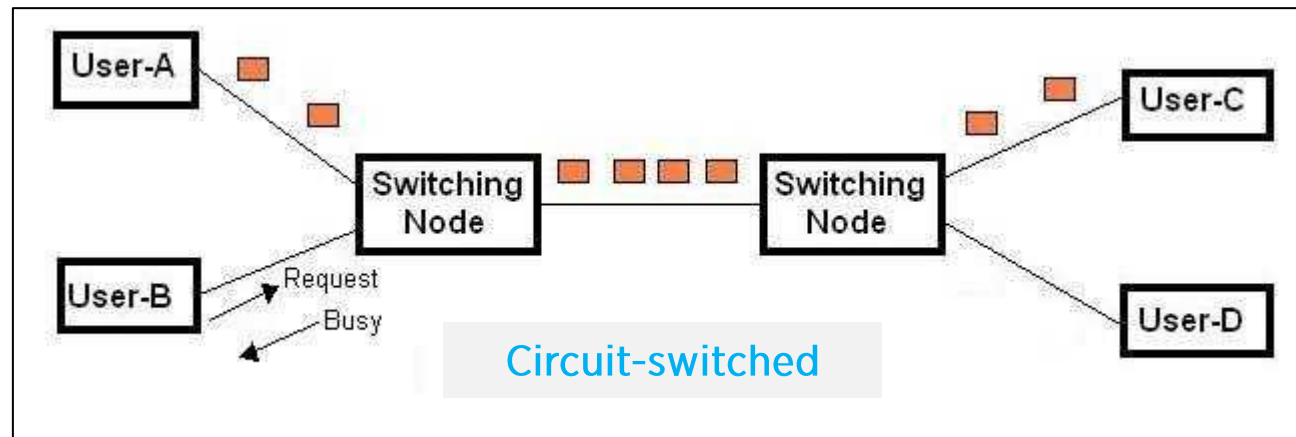 User-A
User-C
Switching
Node
Switching
Node
User-B
Request
Busy
User-D
Circuit-switched